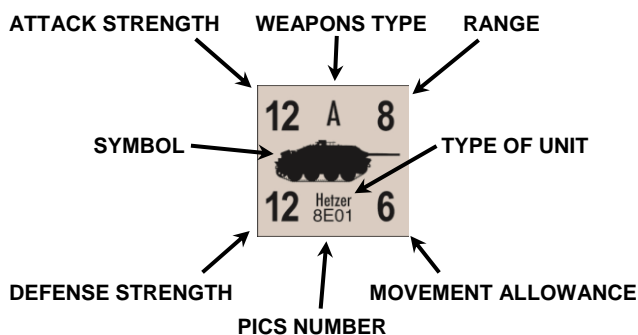 ATTACK STRENGTH WEAPONS TYPE RANGE
12 A 8
SYMBOL TYPE OF UNIT
12 Hetzer 6
8E01
DEFENSE STRENGTH MOVEMENT ALLOWANCE
PICS NUMBER